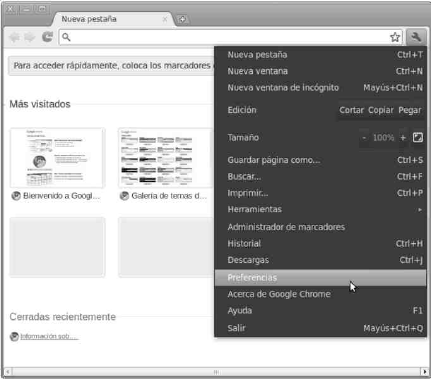 Nueva pestaña
Para acceder rápidamente, coloca los marcadores
Más visitados
Bienvenido a Googl...
Galería de temas d...
Cerradas recientemente
Información sob...
Nueva pestaña Ctrl+T
Nueva ventana Ctrl+N
Nueva ventana de incógnito Mayús+Ctrl+N
Edición Cortar Copiar Pegar
Tamaño - 100% +
Guardar página como... Ctrl+S
Buscar... Ctrl+F
Imprimir... Ctrl+P
Herramientas
Administrador de marcadores
Historial Ctrl+H
Descargas Ctrl+J
Preferencias
Acerca de Google Chrome
Ayuda F1
Salir Mayús+Ctrl+Q